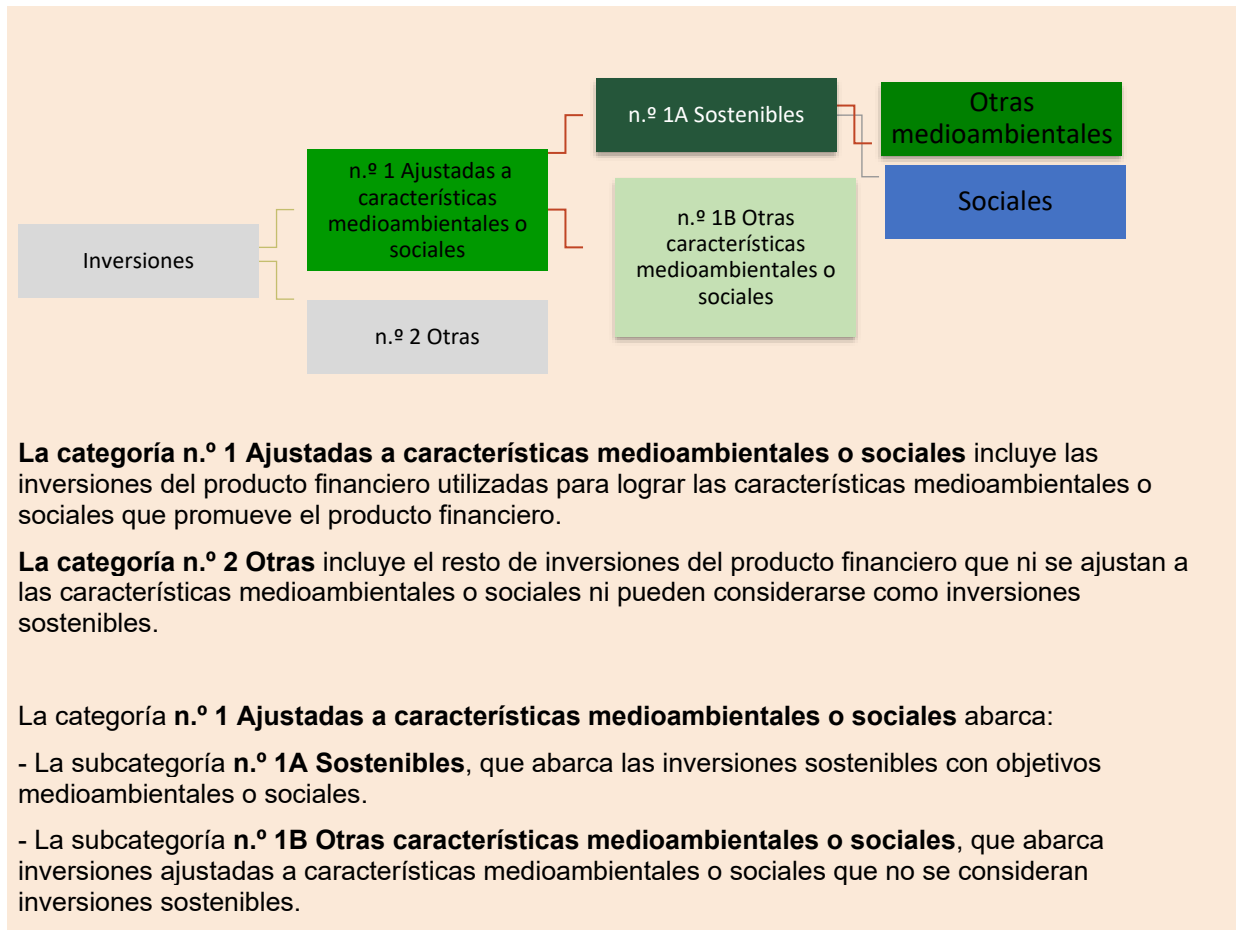 n.º 1A Sostenibles
Otras
medioambientales
n.º 1 Ajustadas a
características
medioambientales o
sociales
Sociales
n.º 1B Otras
características
medioambientales o
sociales
Inversiones
n.º 2 Otras
La categoría n.º 1 Ajustadas a características medioambientales o sociales incluye las
inversiones del producto financiero utilizadas para lograr las características medioambientales o
sociales que promueve el producto financiero.
La categoría n.º 2 Otras incluye el resto de inversiones del producto financiero que ni se ajustan a
las características medioambientales o sociales ni pueden considerarse como inversiones
sostenibles.
La categoría n.º 1 Ajustadas a características medioambientales o sociales abarca:
- La subcategoría n.º 1A Sostenibles, que abarca las inversiones sostenibles con objetivos
medioambientales o sociales.
- La subcategoría n.º 1B Otras características medioambientales o sociales, que abarca
inversiones ajustadas a características medioambientales o sociales que no se consideran
inversiones sostenibles.